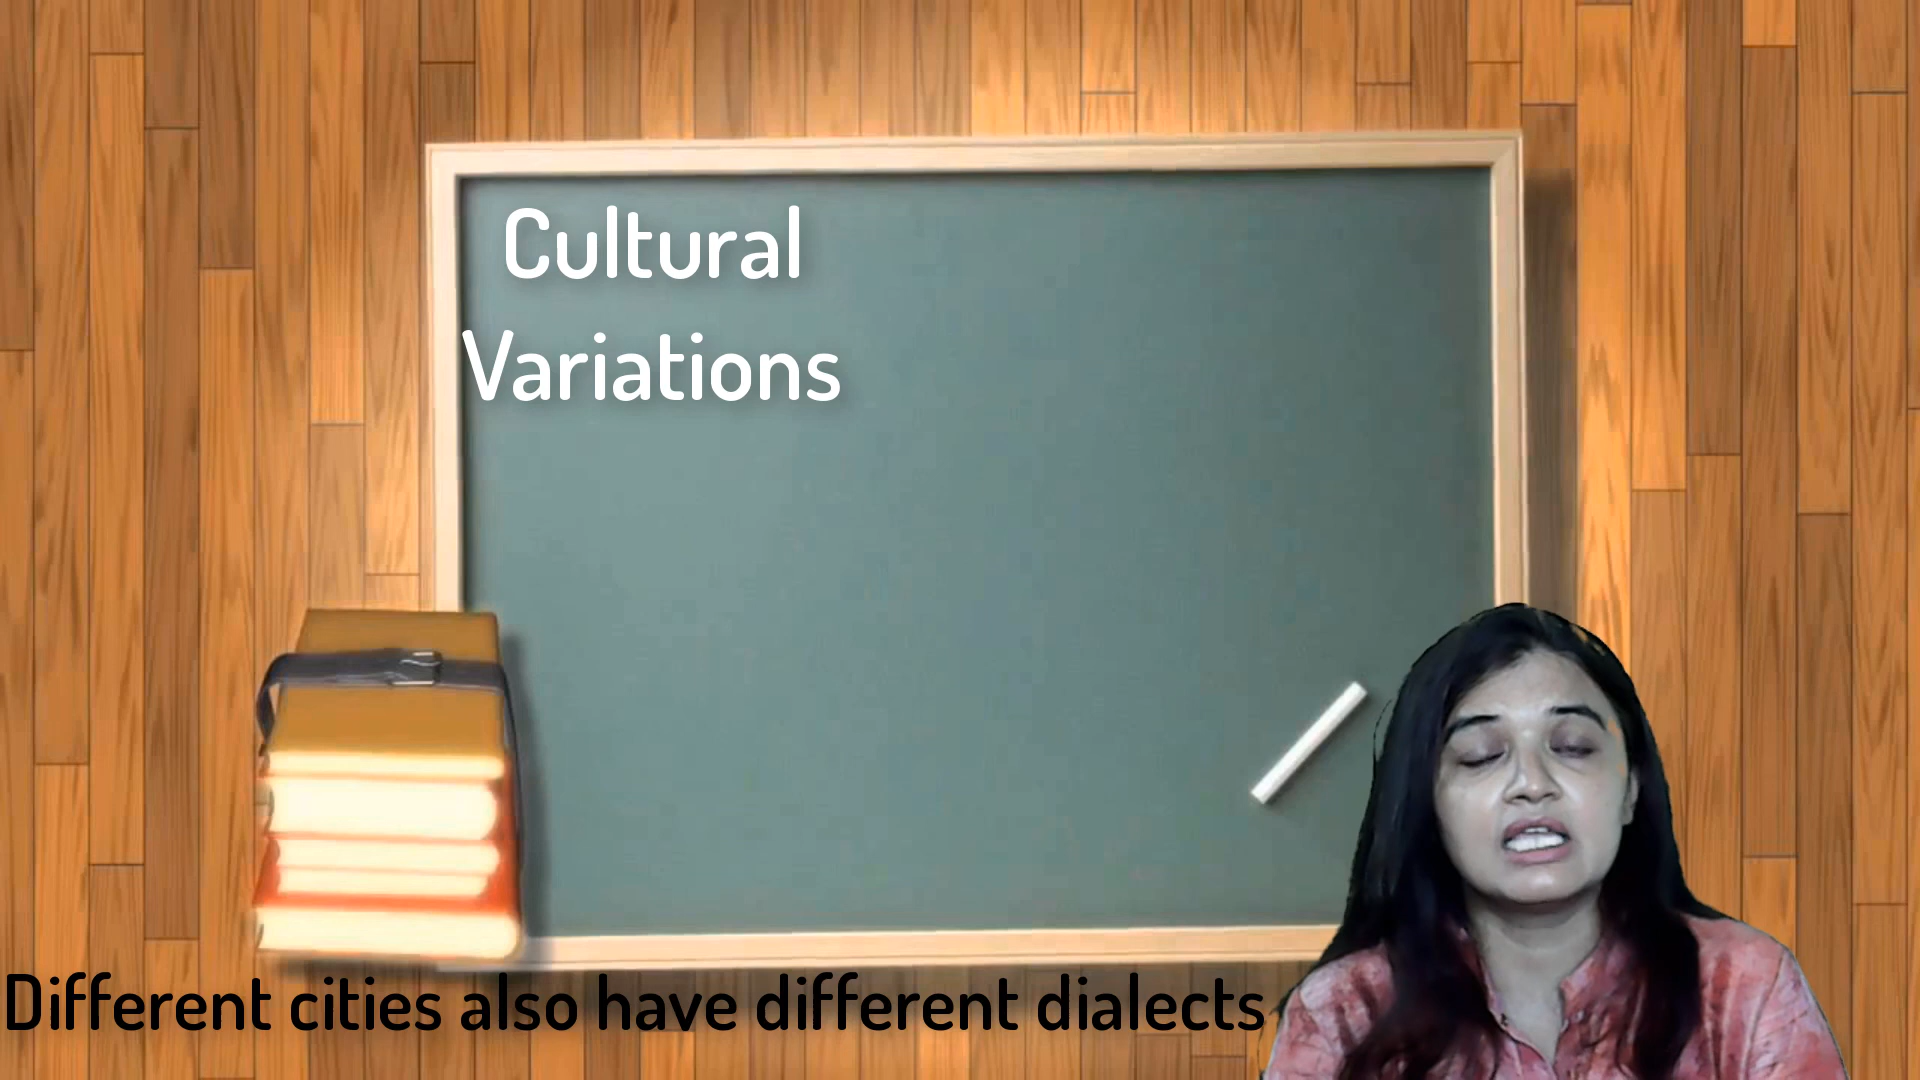 Cultural
Variations
Different cities also have different dialects